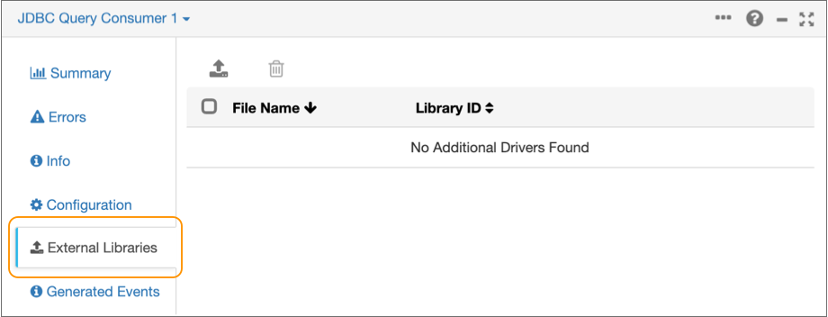 JDBC Query Consumer 1
Summary
Errors
Info
Configuration
External Libraries
Generated Events
File Name Library ID
No Additional Drivers Found